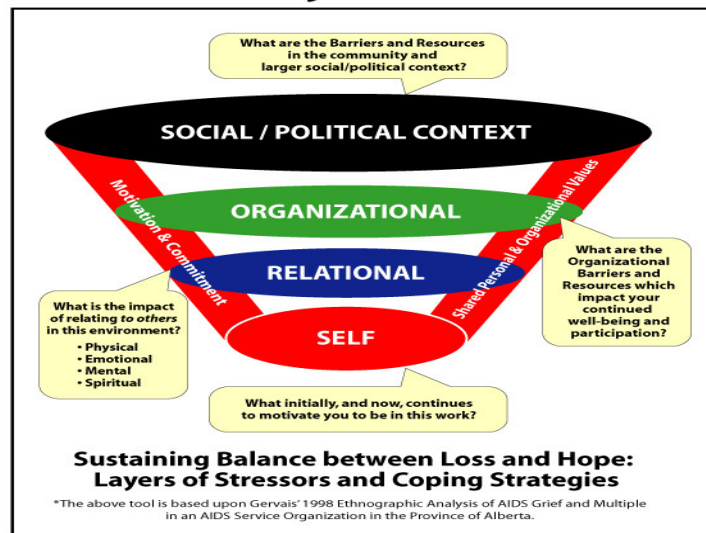 What are the Barriers and Resources
in the community and
larger social/political context?
SOCIAL / POLITICAL CONTEXT
Motivation & Commitment
Shared Personal & Organizational Values
ORGANIZATIONAL
RELATIONAL
What are the
Organizational
Barriers and
Resources which
impact your
continued
well-being and
participation?
What is the impact
of relating to others
in this environment?
• Physical
• Emotional
• Mental
• Spiritual
SELF
What initially, and now, continues
to motivate you to be in this work?
Sustaining Balance between Loss and Hope:
Layers of Stressors and Coping Strategies
*The above tool is based upon Gervais' 1998 Ethnographic Analysis of AIDS Grief and Multiple
in an AIDS Service Organization in the Province of Alberta.